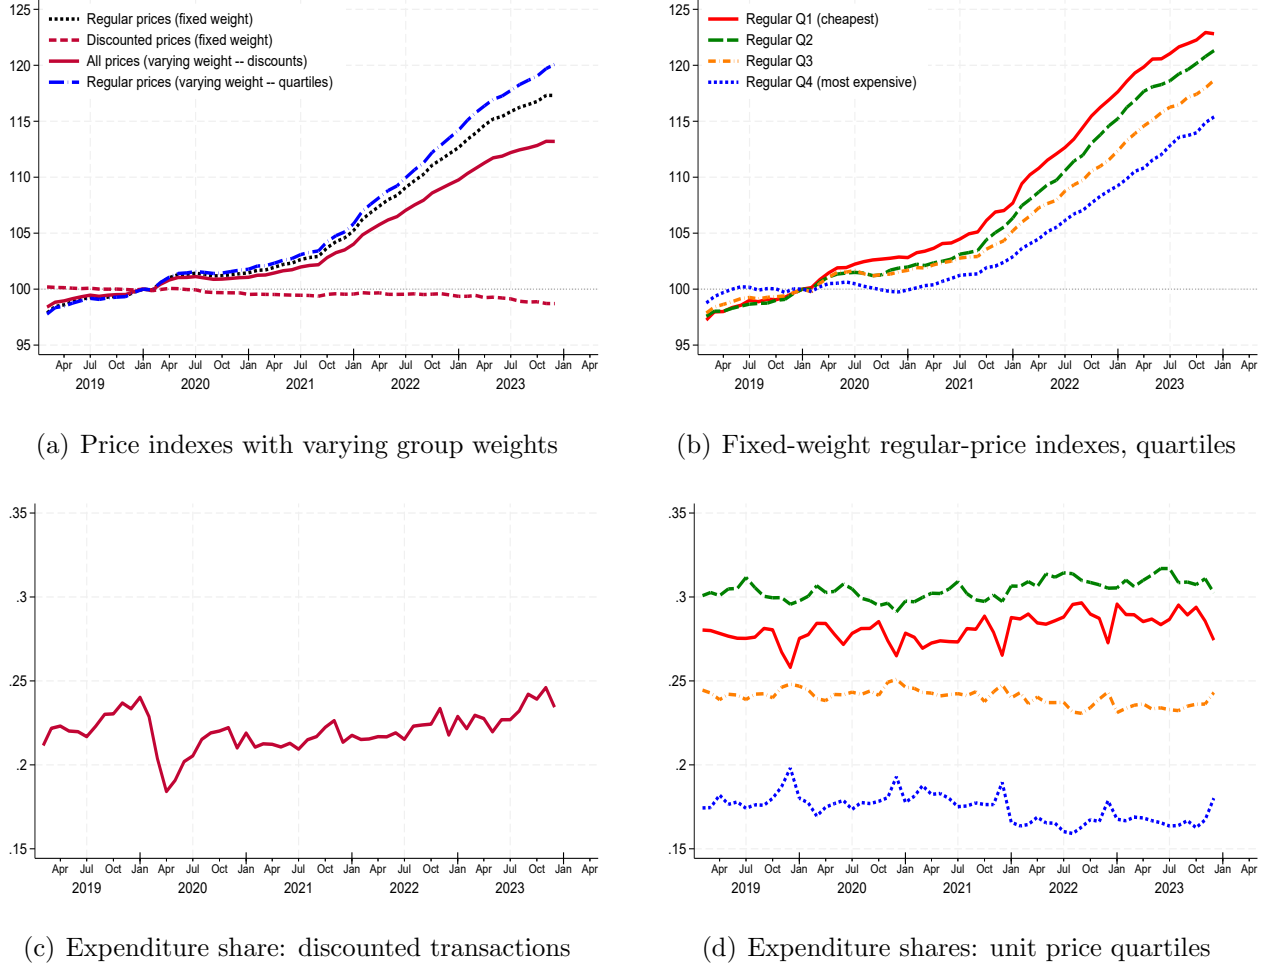 125
120
115
110
105
100
95
Regular prices (fixed weight)
Discounted prices (fixed weight)
All prices (varying weight -- discounts)
Regular prices (varying weight -- quartiles)
Apr Jul Oct Jan Apr Jul Oct Jan Apr Jul Oct Jan Apr Jul Oct Jan Apr Jul Oct Jan Apr
2019 2020 2021 2022 2023
(a) Price indexes with varying group weights
125
120
115
110
105
100
95
Regular Q1 (cheapest)
Regular Q2
Regular Q3
Regular Q4 (most expensive)
Apr Jul Oct Jan Apr Jul Oct Jan Apr Jul Oct Jan Apr Jul Oct Jan Apr Jul Oct Jan Apr
2019 2020 2021 2022 2023
(b) Fixed-weight regular-price indexes, quartiles
.35
.3
.25
.2
.15
Apr Jul Oct Jan Apr Jul Oct Jan Apr Jul Oct Jan Apr Jul Oct Jan Apr Jul Oct Jan Apr
2019 2020 2021 2022 2023
(c) Expenditure share: discounted transactions
.35
.3
.25
.2
.15
Apr Jul Oct Jan Apr Jul Oct Jan Apr Jul Oct Jan Apr Jul Oct Jan Apr Jul Oct Jan Apr
2019 2020 2021 2022 2023
(d) Expenditure shares: unit price quartiles